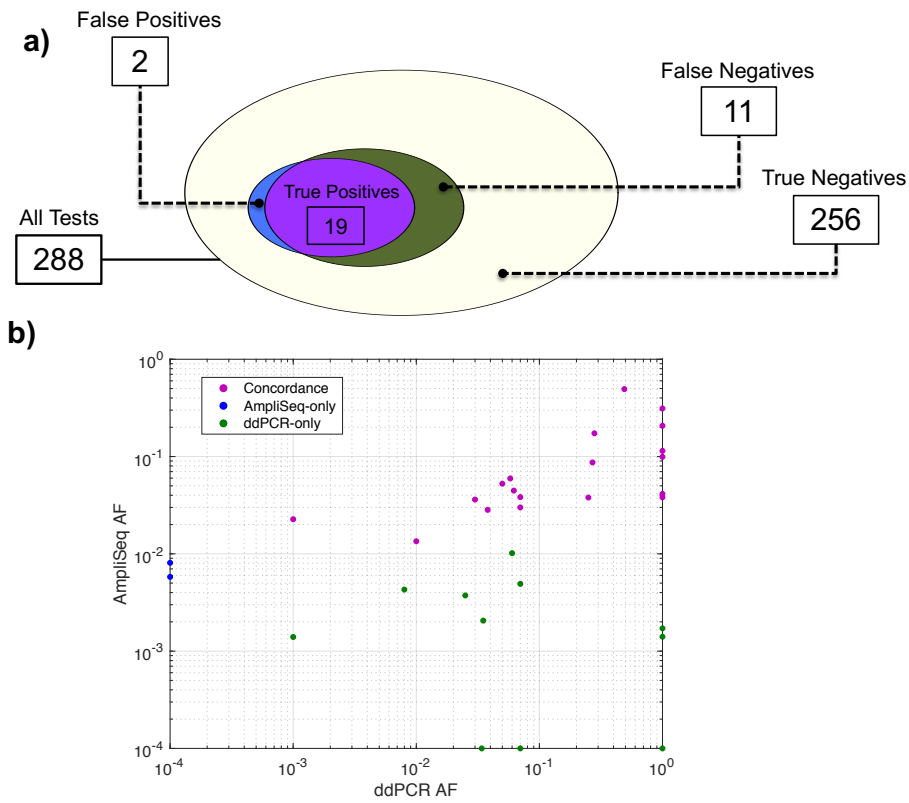 a)
False Positives
2
False Negatives
11
True Positives
19
True Negatives
256
All Tests
288
b)
10^0
10^-1
10^-2
10^-3
10^-4
AmpliSeq AF
Concordance
AmpliSeq-only
ddPCR-only
10^-4
10^-3
10^-2
10^-1
10^0
ddPCR AF